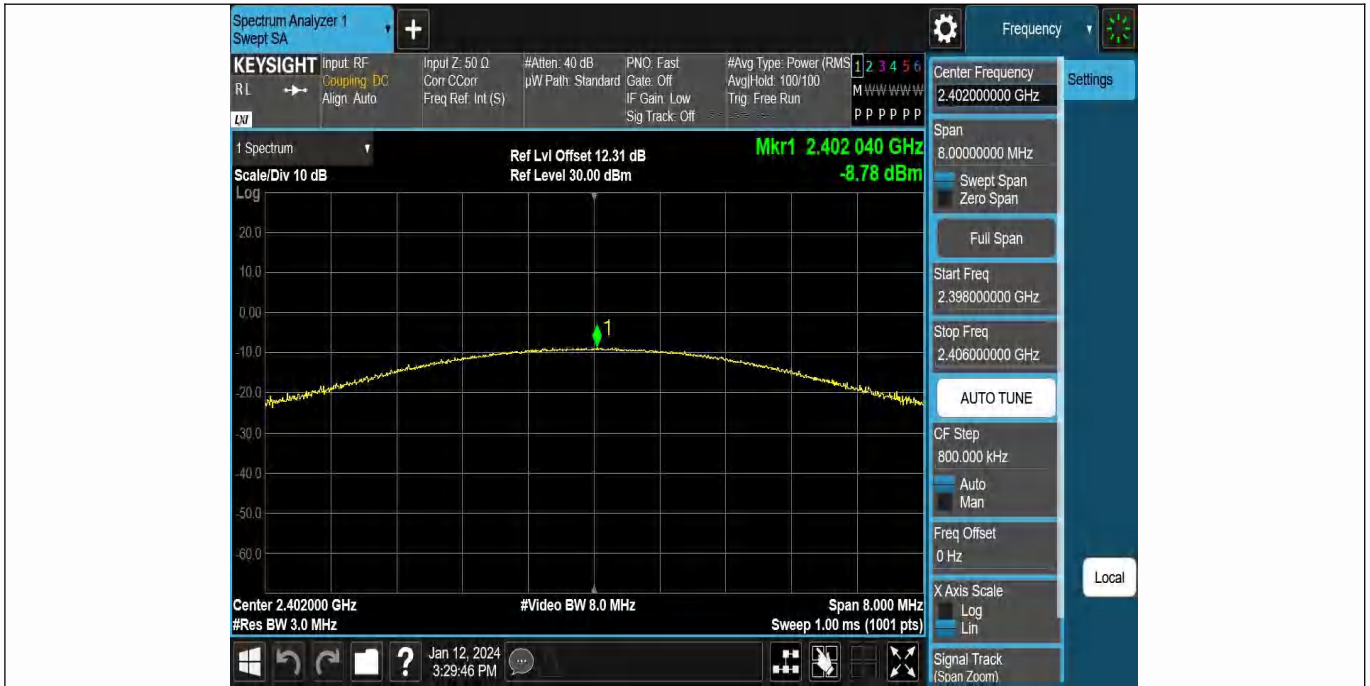 Spectrum Analyzer 1
Swept SA
+
Frequency
KEYSIGHT
RL
LXI
Input: RF
Coupling: DC
Align: Auto
Input Z: 50 Ω
Corr CCorr
Freq Ref: Int (S)
#Atten: 40 dB
µW Path: Standard
PNO: Fast
Gate: Off
IF Gain: Low
Sig Track: Off
#Avg Type: Power (RMS
Avg|Hold: 100/100
Trig: Free Run
1 2 3 4 5 6
M W W W W W
P P P P P P
1 Spectrum
Scale/Div 10 dB
Log
Ref Lvl Offset 12.31 dB
Ref Level 30.00 dBm
Mkr1 2.402 040 GHz
-8.78 dBm
20.0
10.0
0.00
-10.0
-20.0
-30.0
-40.0
-50.0
-60.0
1
Center 2.402000 GHz
#Res BW 3.0 MHz
#Video BW 8.0 MHz
Span 8.000 MHz
Sweep 1.00 ms (1001 pts)
?
Jan 12, 2024
3:29:46 PM
Center Frequency
2.402000000 GHz
Settings
Span
8.00000000 MHz
Swept Span
Zero Span
Full Span
Start Freq
2.398000000 GHz
Stop Freq
2.406000000 GHz
AUTO TUNE
CF Step
800.000 kHz
Auto
Man
Freq Offset
0 Hz
X Axis Scale
Log
Lin
Signal Track
(Span Zoom)
Local